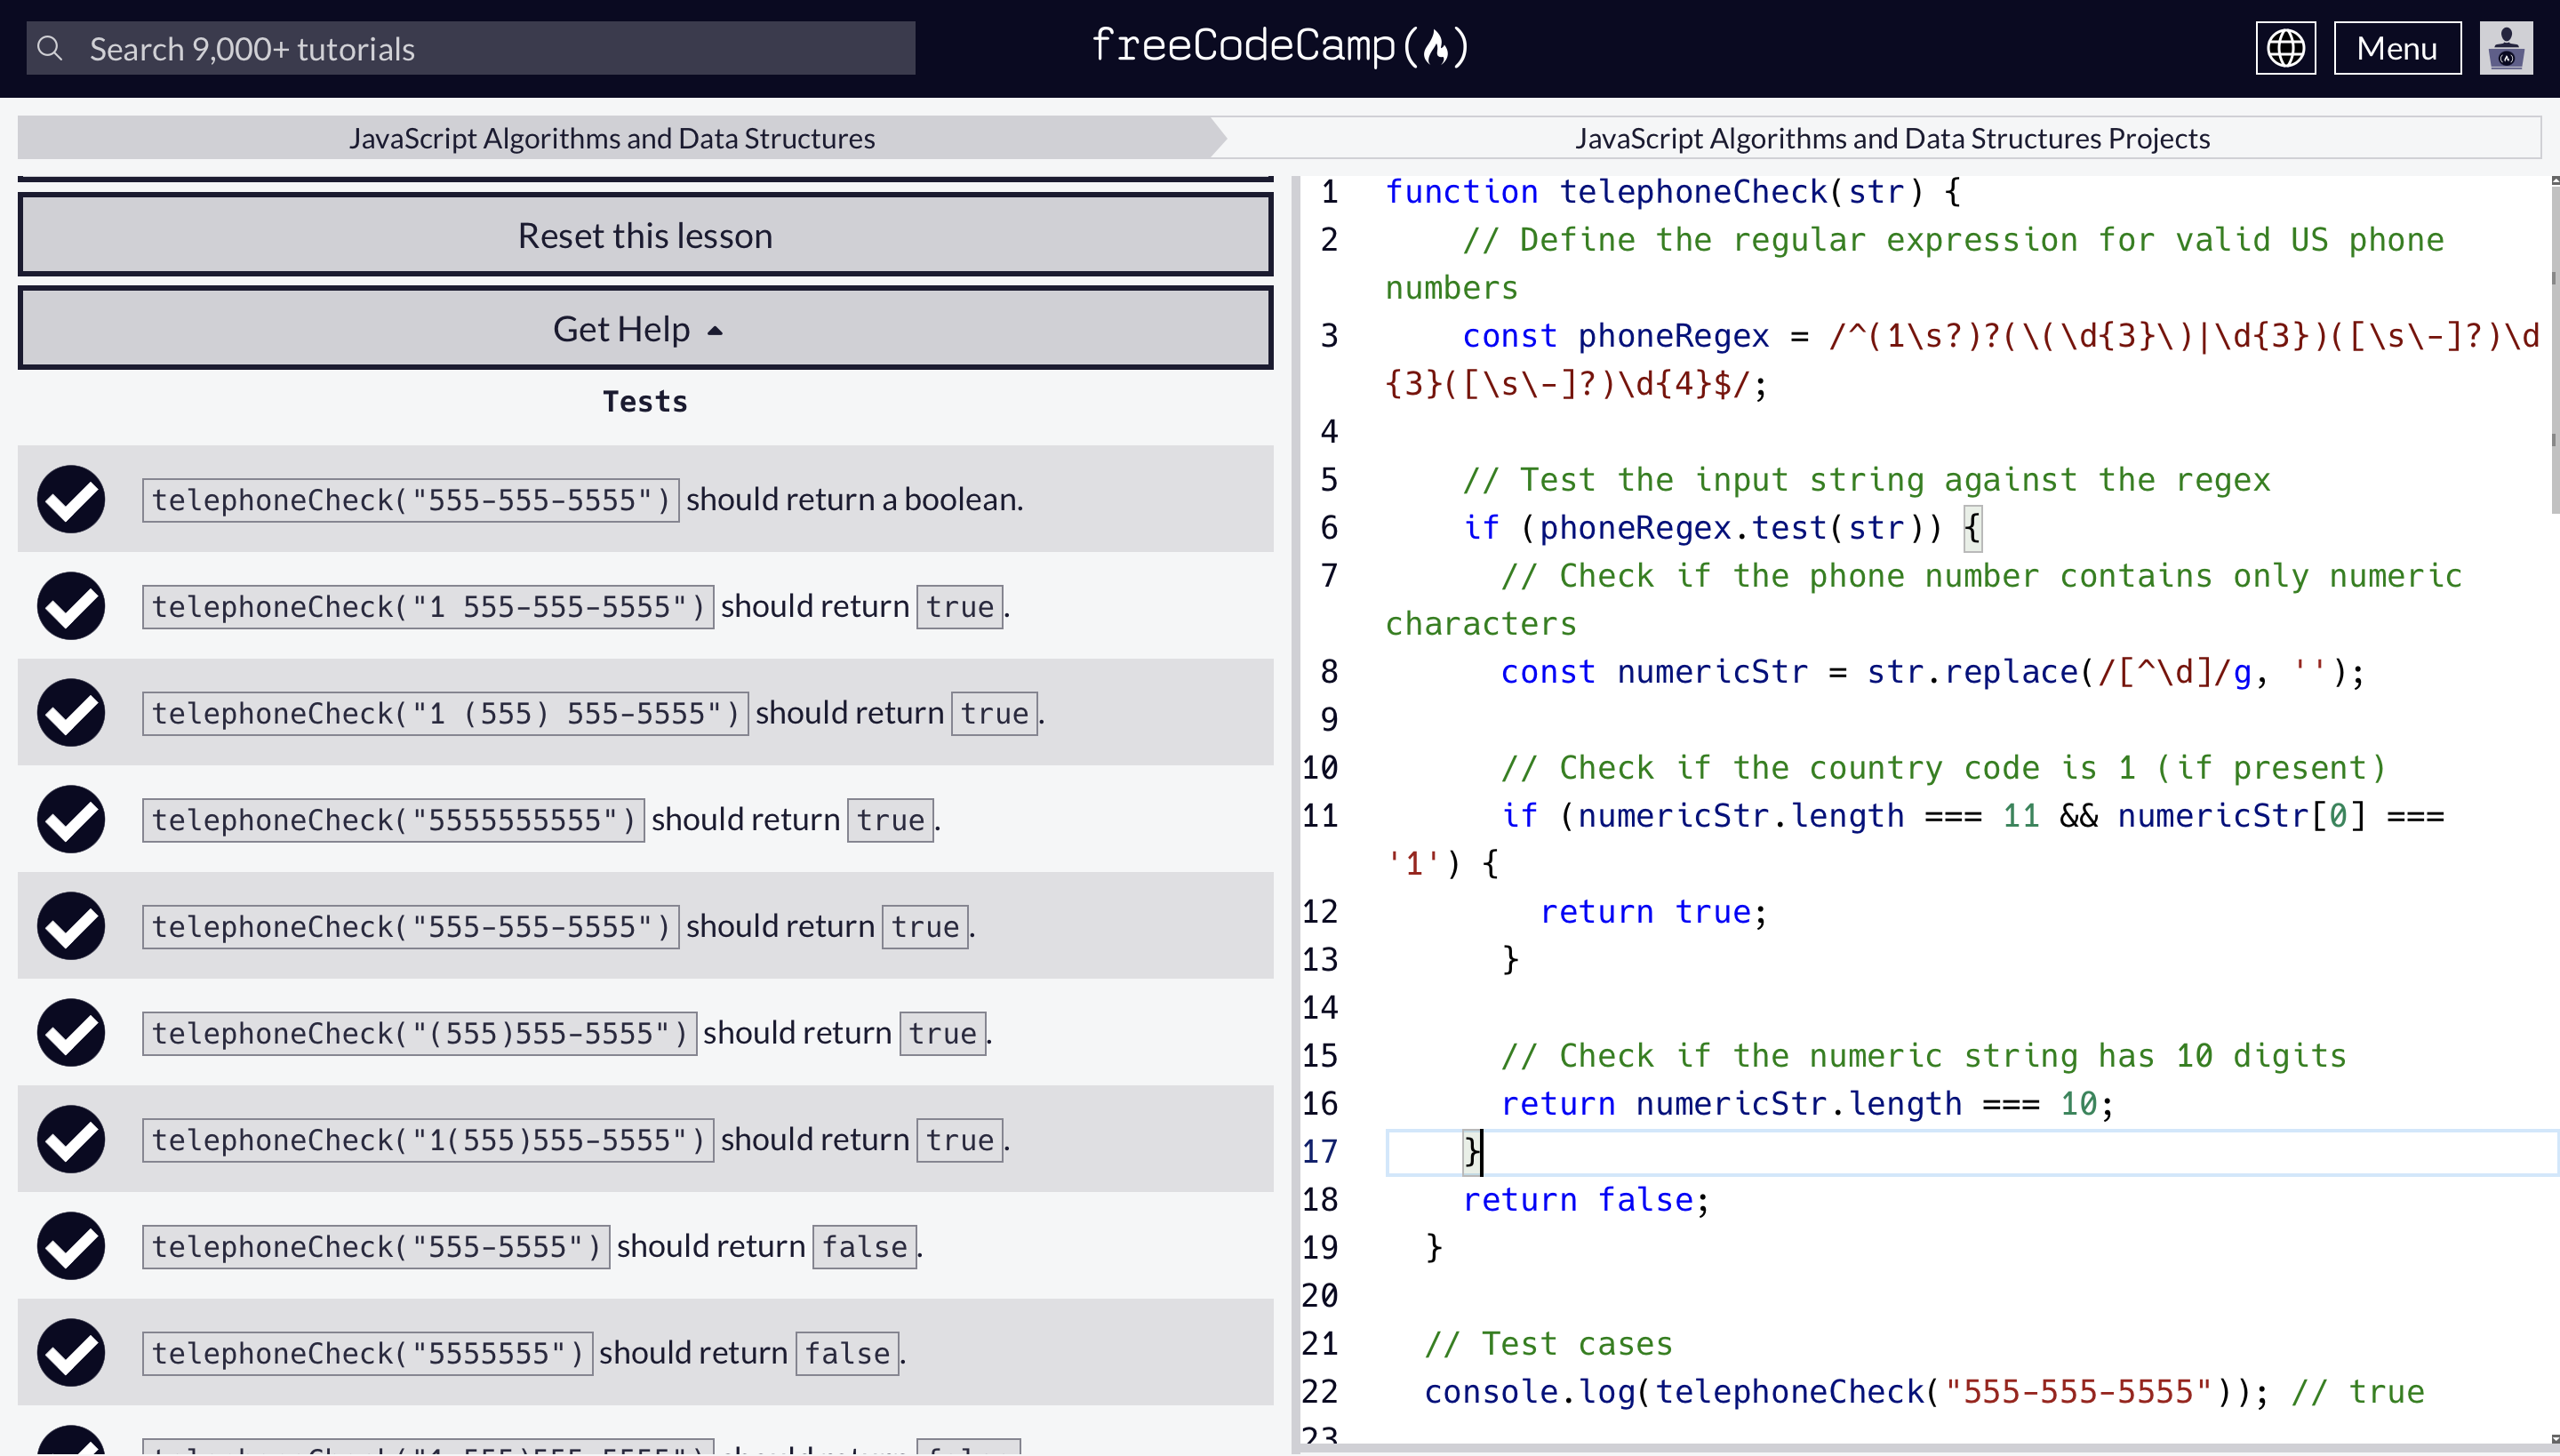 Search 9,000+ tutorials
freeCodeCamp
Menu
JavaScript Algorithms and Data Structures
JavaScript Algorithms and Data Structures Projects
Reset this lesson
Get Help
Tests
telephoneCheck("555-555-5555") should return a boolean.
telephoneCheck("1 555-555-5555") should return true.
telephoneCheck("1 (555) 555-5555") should return true.
telephoneCheck("5555555555") should return true.
telephoneCheck("555-555-5555") should return true.
telephoneCheck("(555)555-5555") should return true.
telephoneCheck("1(555)555-5555") should return true.
telephoneCheck("555-5555") should return false.
telephoneCheck("5555555") should return false.
1 function telephoneCheck(str) {
2 // Define the regular expression for valid US phone
numbers
3 const phoneRegex = /^(1\s?)?(\(\d{3}\)|\d{3})([\s\-]?)\d
{3}([\s\-]?)\d{4}$/;
4
5 // Test the input string against the regex
6 if (phoneRegex.test(str)) {
7 // Check if the phone number contains only numeric
characters
8 const numericStr = str.replace(/[^\d]/g, '');
9
10 // Check if the country code is 1 (if present)
11 if (numericStr.length === 11 && numericStr[0] ===
'1') {
12 return true;
13 }
14
15 // Check if the numeric string has 10 digits
16 return numericStr.length === 10;
17 }
18 return false;
19 }
20
21 // Test cases
22 console.log(telephoneCheck("555-555-5555")); // true
23